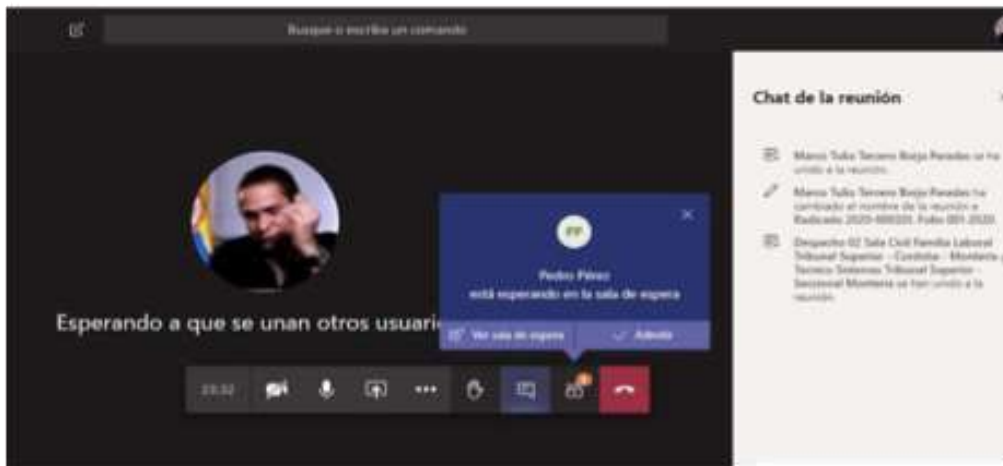 Busque o escriba un comando
Chat de la reunión
Marco Tulio Tercero Borja Paradas se ha
unido a la reunión.
Marco Tulio Tercero Borja Paradas ha
cambiado el nombre de la reunión a
Radicado 2020-000201. Folio 001-2020.
Despacho 02 Sala Civil Familia Laboral
Tribunal Superior - Cordoba - Monteria y
Tecnico Sistemas Tribunal Superior -
Seccional Monteria se han unido a la
reunión.
PP
Pedro Pérez
está esperando en la sala de espera
Ver sala de espera
Admitir
Esperando a que se unan otros